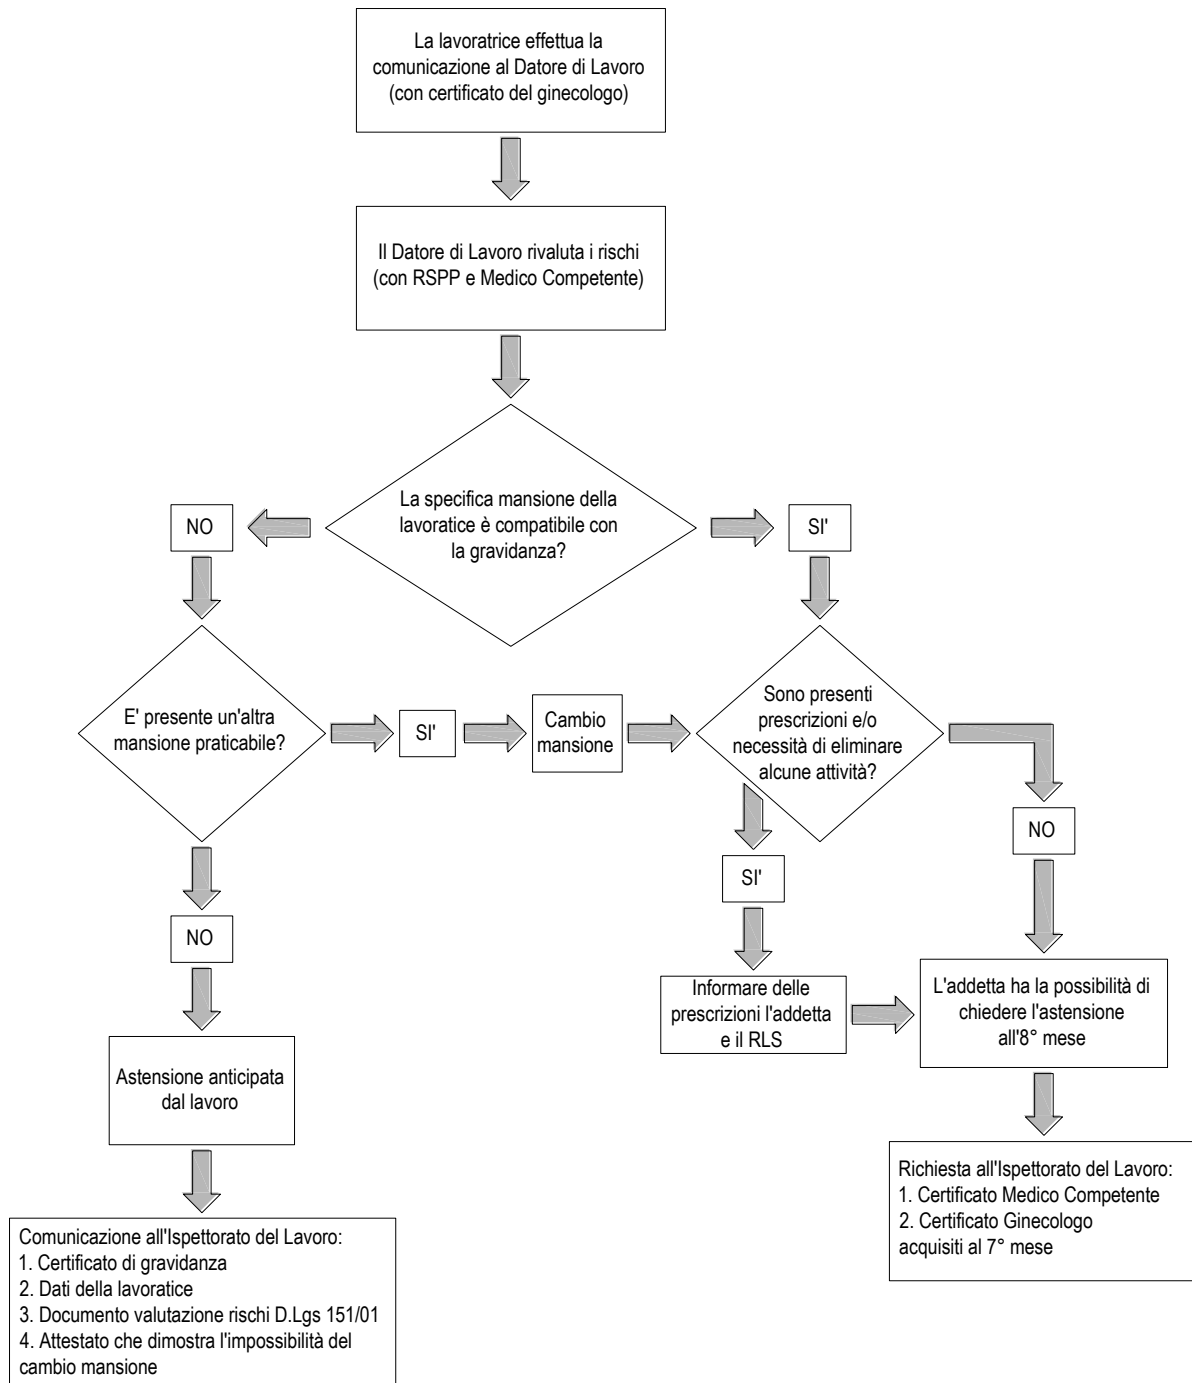 La lavoratrice effettua la
comunicazione al Datore di Lavoro
(con certificato del ginecologo)
Il Datore di Lavoro rivaluta i rischi
(con RSPP e Medico Competente)
La specifica mansione della
lavoratice è compatibile con
la gravidanza?
NO
SI'
E' presente un'altra
mansione praticabile?
SI'
Cambio
mansione
Sono presenti
prescrizioni e/o
necessità di eliminare
alcune attività?
NO
SI'
NO
Informare delle
prescrizioni l'addetta
e il RLS
L'addetta ha la possibilità di
chiedere l'astensione
all'8° mese
Astensione anticipata
dal lavoro
Richiesta all'Ispettorato del Lavoro:
1. Certificato Medico Competente
2. Certificato Ginecologo
acquisiti al 7° mese
Comunicazione all'Ispettorato del Lavoro:
1. Certificato di gravidanza
2. Dati della lavoratice
3. Documento valutazione rischi D.Lgs 151/01
4. Attestato che dimostra l'impossibilità del
cambio mansione